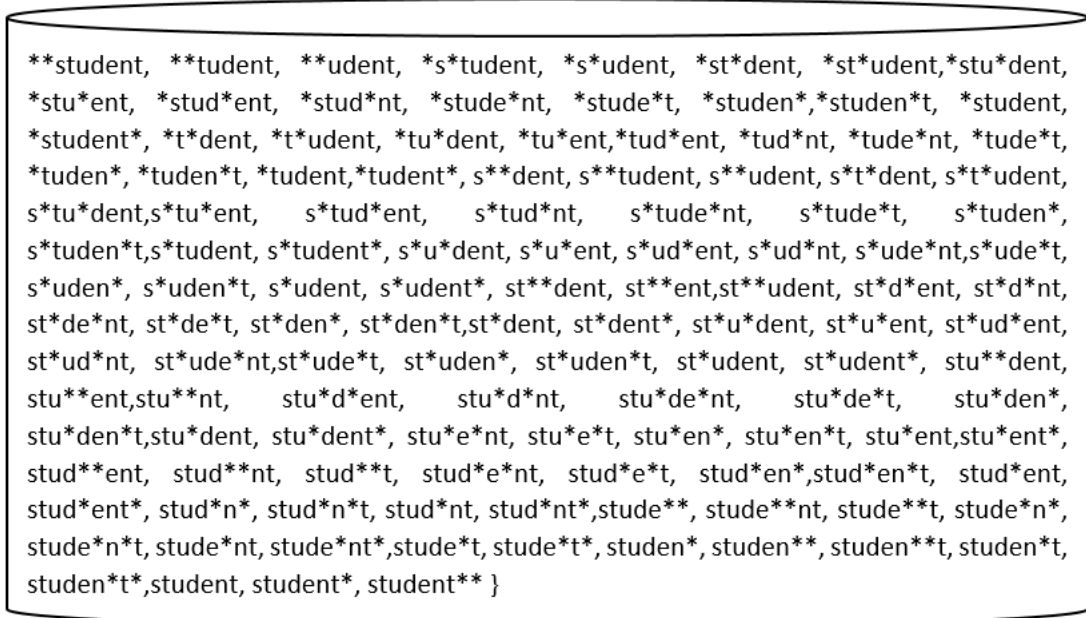 **student, **tudent, **udent, *s*tudent, *s*udent, *st*dent, *st*udent,*stu*dent,
*stu*ent, *stud*ent, *stud*nt, *stude*nt, *stude*t, *studen*,*studen*t, *student,
*student*, *t*dent, *t*udent, *tu*dent, *tu*ent,*tud*ent, *tud*nt, *tude*nt, *tude*t,
*tuden*, *tuden*t, *tudent,*tudent*, s**dent, s**tudent, s**udent, s*t*dent, s*t*udent,
s*tu*dent,s*tu*ent, s*tud*ent, s*tud*nt, s*tude*nt, s*tude*t, s*tuden*,
s*tuden*t,s*tudent, s*tudent*, s*u*dent, s*u*ent, s*ud*ent, s*ud*nt, s*ude*nt,s*ude*t,
s*uden*, s*uden*t, s*udent, s*udent*, st**dent, st**ent,st**udent, st*d*ent, st*d*nt,
st*de*nt, st*de*t, st*den*, st*den*t,st*dent, st*dent*, st*u*dent, st*u*ent, st*ud*ent,
st*ud*nt, st*ude*nt,st*ude*t, st*uden*, st*uden*t, st*udent, st*udent*, stu**dent,
stu**ent,stu**nt, stu*d*ent, stu*d*nt, stu*de*nt, stu*de*t, stu*den*,
stu*den*t,stu*dent, stu*dent*, stu*e*nt, stu*e*t, stu*en*, stu*en*t, stu*ent,stu*ent*,
stud**ent, stud**nt, stud**t, stud*e*nt, stud*e*t, stud*en*,stud*en*t, stud*ent,
stud*ent*, stud*n*, stud*n*t, stud*nt, stud*nt*,stude**, stude**nt, stude**t, stude*n*,
stude*n*t, stude*nt, stude*nt*,stude*t, stude*t*, studen*, studen**, studen**t, studen*t,
studen*t*,student, student*, student** }